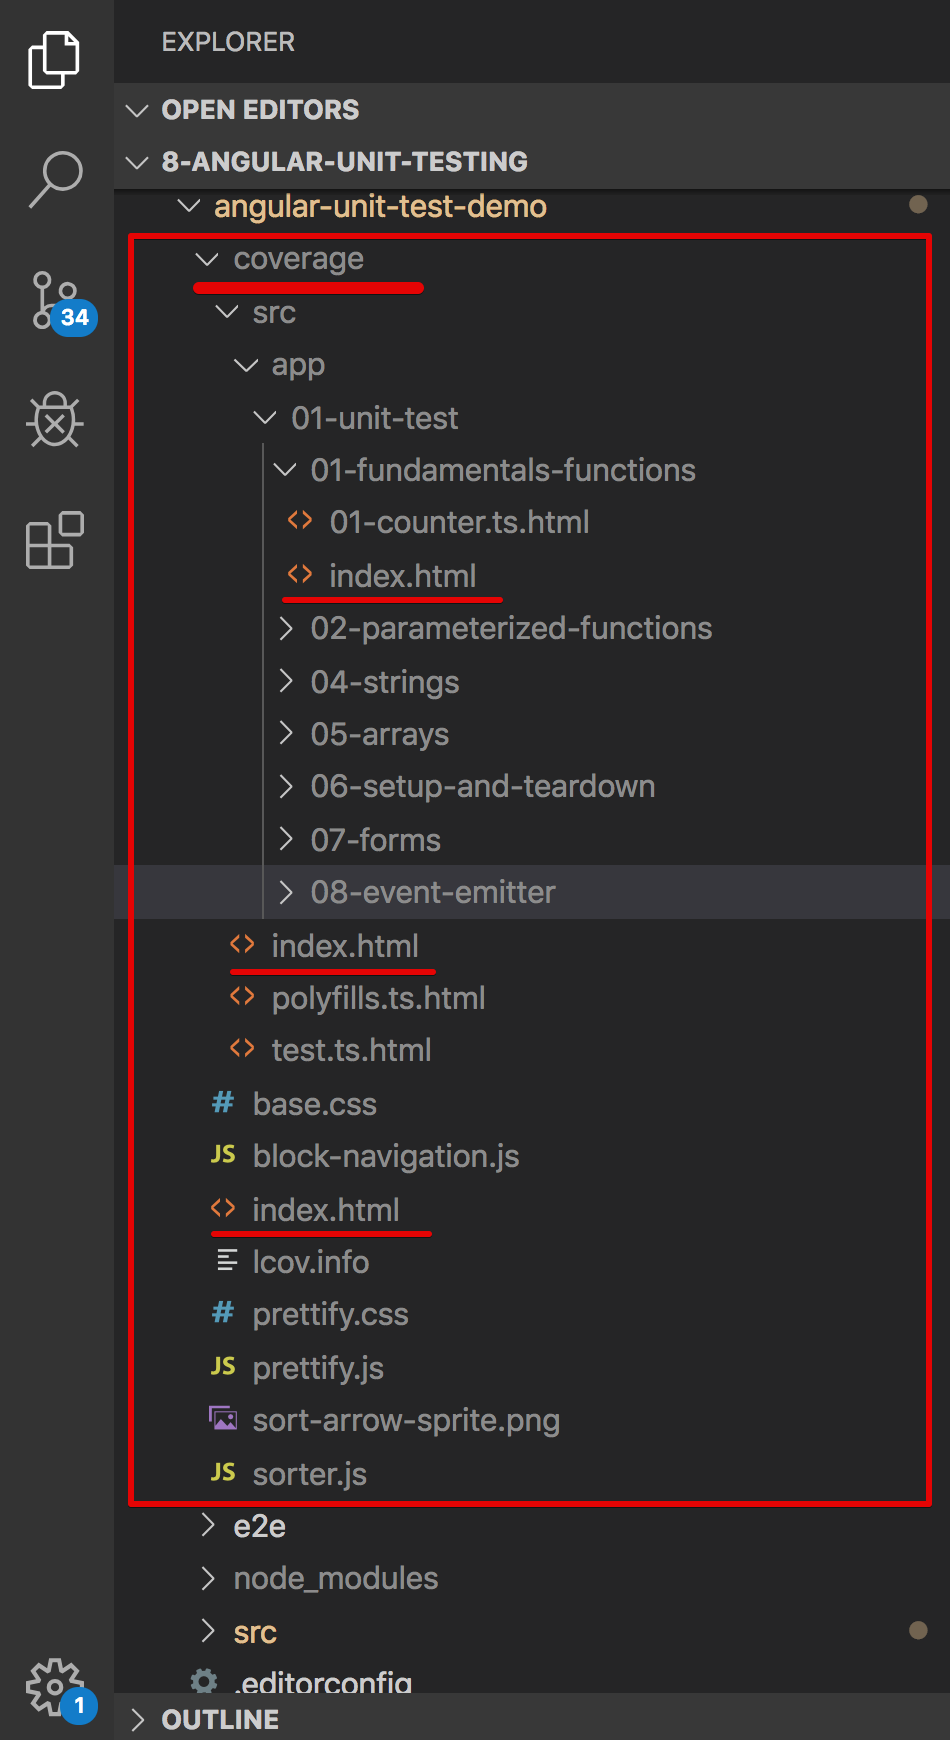 EXPLORER
OPEN EDITORS
8-ANGULAR-UNIT-TESTING
angular-unit-test-demo
coverage
src
34
app
01-unit-test
01-fundamentals-functions
01-counter.ts.html
index.html
02-parameterized-functions
04-strings
05-arrays
06-setup-and-teardown
07-forms
08-event-emitter
index.html
polyfills.ts.html
test.ts.html
# base.css
JS block-navigation.js
index.html
lcov.info
# prettify.css
JS prettify.js
sort-arrow-sprite.png
JS sorter.js
e2e
node_modules
src
.editorconfig
1
OUTLINE